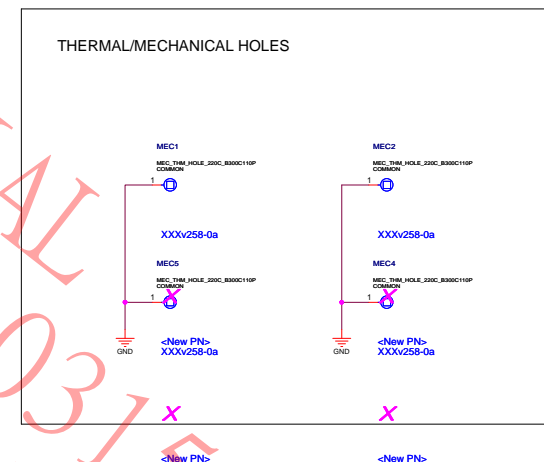 THERMAL/MECHANICAL HOLES
MEC1
MEC_THM_HOLE_220C_B300C110P
COMMON
1
XXXv258-0a
MEC2
MEC_THM_HOLE_220C_B300C110P
COMMON
1
XXXv258-0a
MEC5
MEC_THM_HOLE_220C_B300C110P
COMMON
1
GND
<New PN>
XXXv258-0a
MEC4
MEC_THM_HOLE_220C_B300C110P
COMMON
1
GND
<New PN>
XXXv258-0a
<New PN>
<New PN>